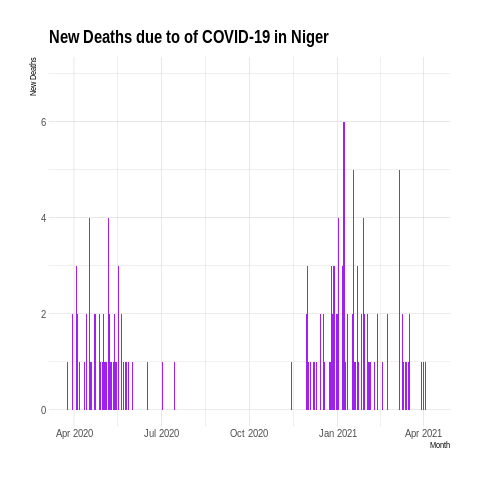 New Deaths due to of COVID-19 in Niger
New Deaths
6
4
2
0
Apr 2020 Jul 2020 Oct 2020 Jan 2021 Apr 2021
Month